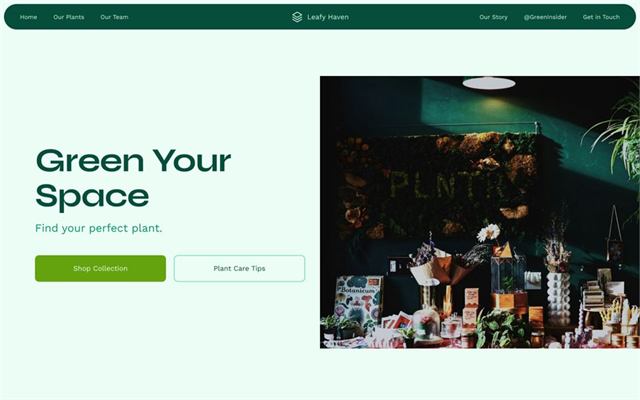 Home
Our Plants
Our Team
Leafy Haven
Our Story
@GreenInsider
Get in Touch
Green Your
Space
Find your perfect plant.
Shop Collection
Plant Care Tips
PLNTR
Botanicum